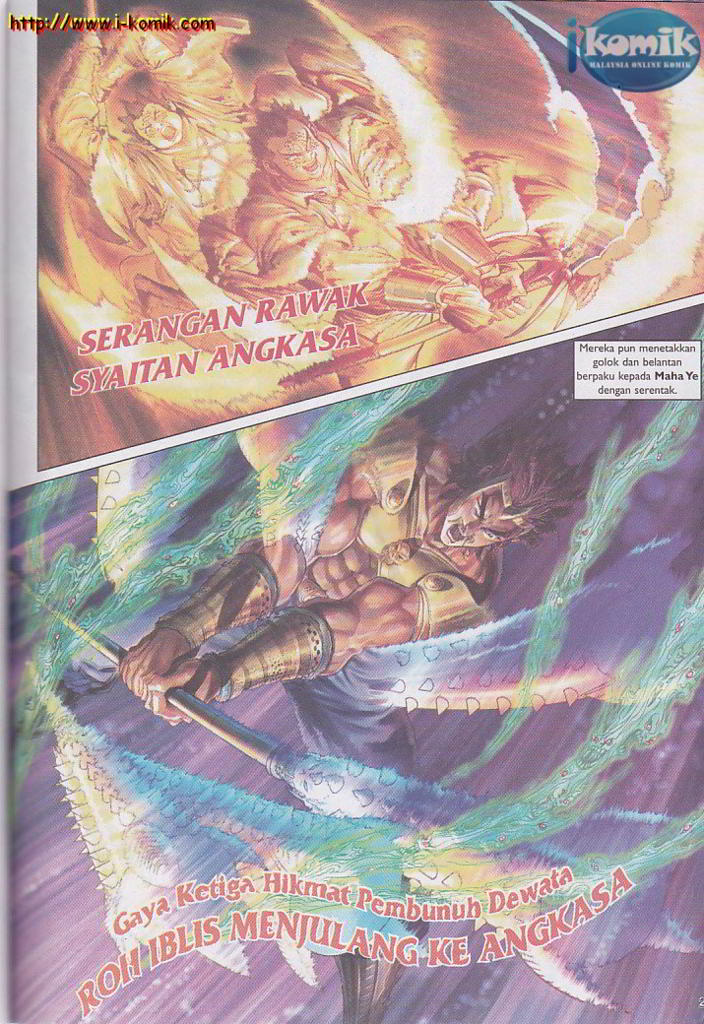 http://www.i-komik.com
ikomik
MALAYSIA ONLINE KOMIK
SERANGAN RAWAK
SYAITAN ANGKASA
Mereka pun menetakkan
golok dan belantan
berpaku kepada Maha Ye
dengan serentak.
Gaya Ketiga Hikmat Pembunuh Dewata
ROH IBLIS MENJULANG KE ANGKASA